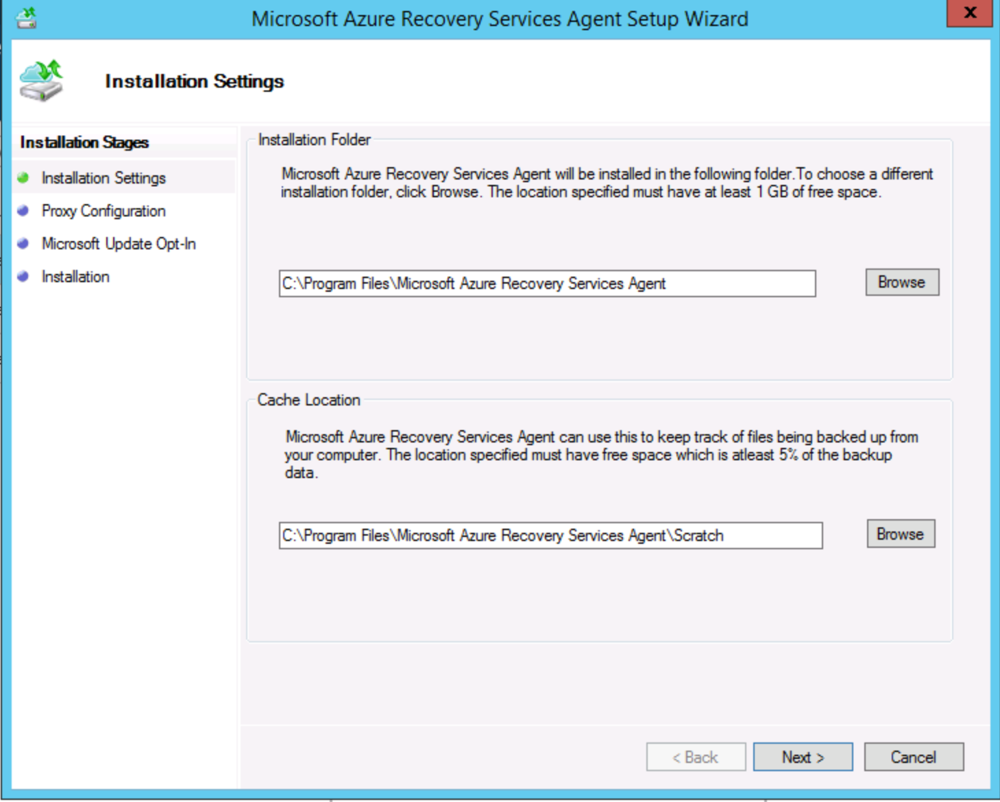 Microsoft Azure Recovery Services Agent Setup Wizard
x
Installation Settings
Installation Stages
Installation Settings
Proxy Configuration
Microsoft Update Opt-In
Installation
Installation Folder
Microsoft Azure Recovery Services Agent will be installed in the following folder.To choose a different
installation folder, click Browse. The location specified must have at least 1 GB of free space.
C:\Program Files\Microsoft Azure Recovery Services Agent
Browse
Cache Location
Microsoft Azure Recovery Services Agent can use this to keep track of files being backed up from
your computer. The location specified must have free space which is atleast 5% of the backup
data.
C:\Program Files\Microsoft Azure Recovery Services Agent\Scratch
Browse
< Back
Next >
Cancel